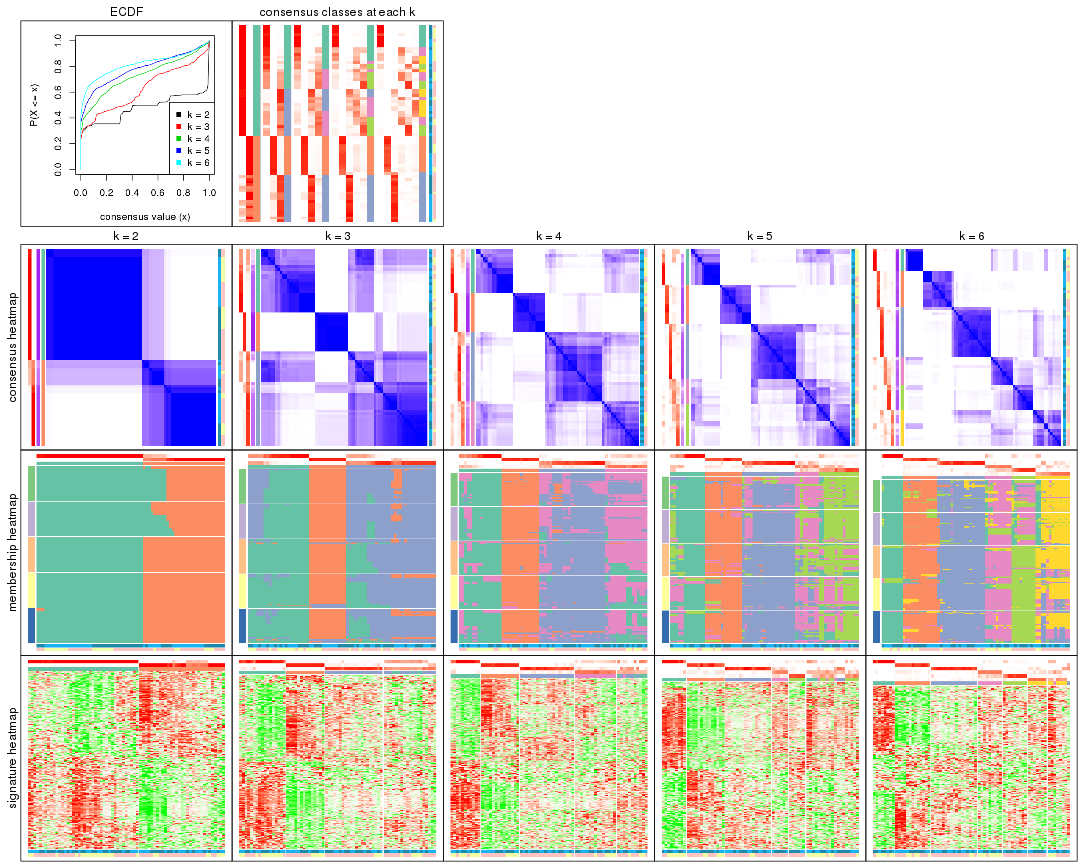 ECDF
consensus classes at each k
P(X <= x)
0.0 0.2 0.4 0.6 0.8 1.0
k = 2
k = 3
k = 4
k = 5
k = 6
0.0 0.2 0.4 0.6 0.8 1.0
consensus value (x)
k = 2
k = 3
k = 4
k = 5
k = 6
consensus heatmap
membership heatmap
signature heatmap